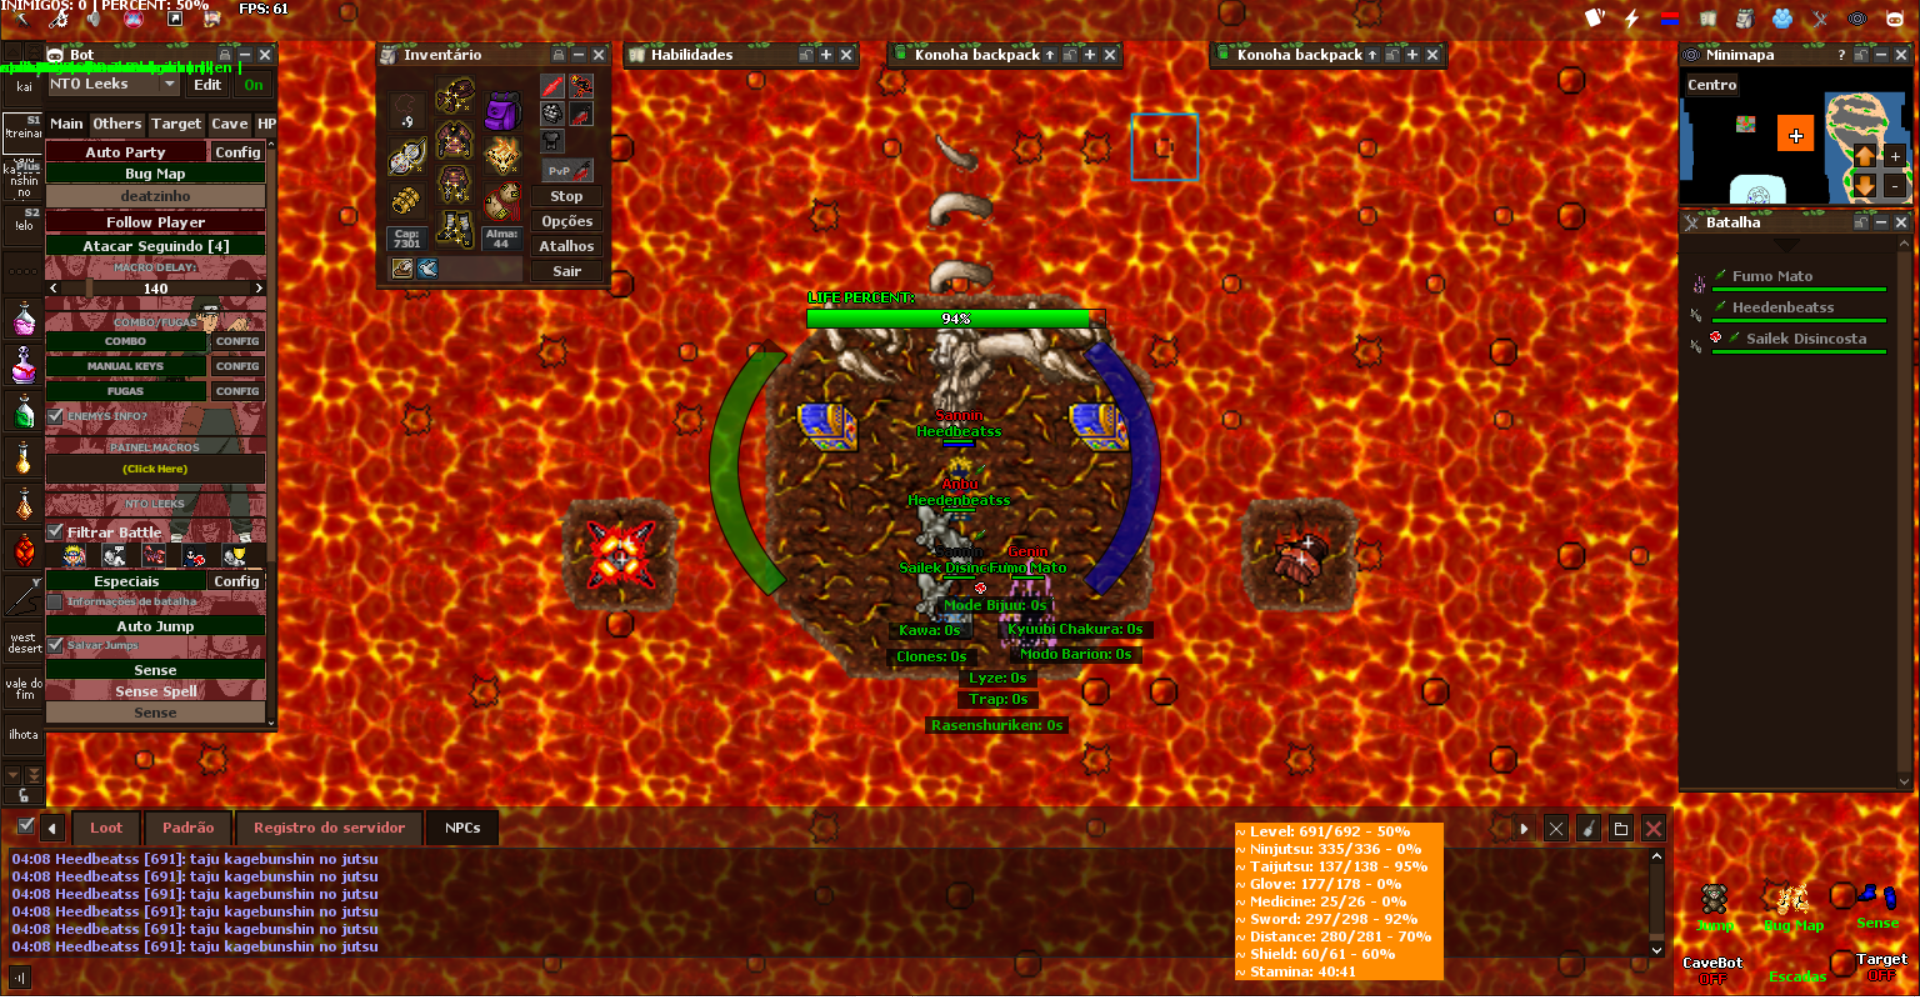 INIMIGOS: 0 | PERCENT: 50%
FPS: 61
Bot
NTO Leeks
Edit
On
Main
Others
Target
Cave
HP
Auto Party
Config
Bug Map
deatzinho
Follow Player
Atacar Seguindo [4]
MACRO DELAY:
140
COMBO/FUGAS
COMBO
CONFIG
MANUAL KEYS
CONFIG
FUGAS
CONFIG
ENEMYS INFO?
PAINEL MACROS
(Click Here)
NTO LEEKS
Filtrar Battle
Especiais
Config
Informações de batalha
Auto Jump
Salvar Jumps
Sense
Sense Spell
Sense
kai
S1
!treinar
Plus
nshin
no
S2
!elo
Y
west
desert
vale do
fim
ilhota
Inventário
.9
Cap:
7301
Alma:
44
PvP
Stop
Opções
Atalhos
Sair
Habilidades
Konoha backpack
Konoha backpack
Minimapa
?
Centro
Batalha
Fumo Mato
Heedenbeatss
Sailek Disincosta
LIFE PERCENT:
94%
Sannin
Heedbeatss
Anbu
Heedenbeatss
Sannin
Genin
Sailek Disinc
Fumo Mato
Mode Bijuu: 0s
Kawa: 0s
Kyuubi Chakura: 0s
Clones: 0s
Modo Barion: 0s
Lyze: 0s
Trap: 0s
Rasenshuriken: 0s
Loot
Padrão
Registro do servidor
NPCs
04:08 Heedbeatss [691]: taju kagebunshin no jutsu
04:08 Heedbeatss [691]: taju kagebunshin no jutsu
04:08 Heedbeatss [691]: taju kagebunshin no jutsu
04:08 Heedbeatss [691]: taju kagebunshin no jutsu
04:08 Heedbeatss [691]: taju kagebunshin no jutsu
04:08 Heedbeatss [691]: taju kagebunshin no jutsu
~ Level: 691/692 - 50%
~ Ninjutsu: 335/336 - 0%
~ Taijutsu: 137/138 - 95%
~ Glove: 177/178 - 0%
~ Medicine: 25/26 - 0%
~ Sword: 297/298 - 92%
~ Distance: 280/281 - 70%
~ Shield: 60/61 - 60%
~ Stamina: 40:41
Jump
Bug Map
Sense
CaveBot
OFF
Escadas
Target
OFF